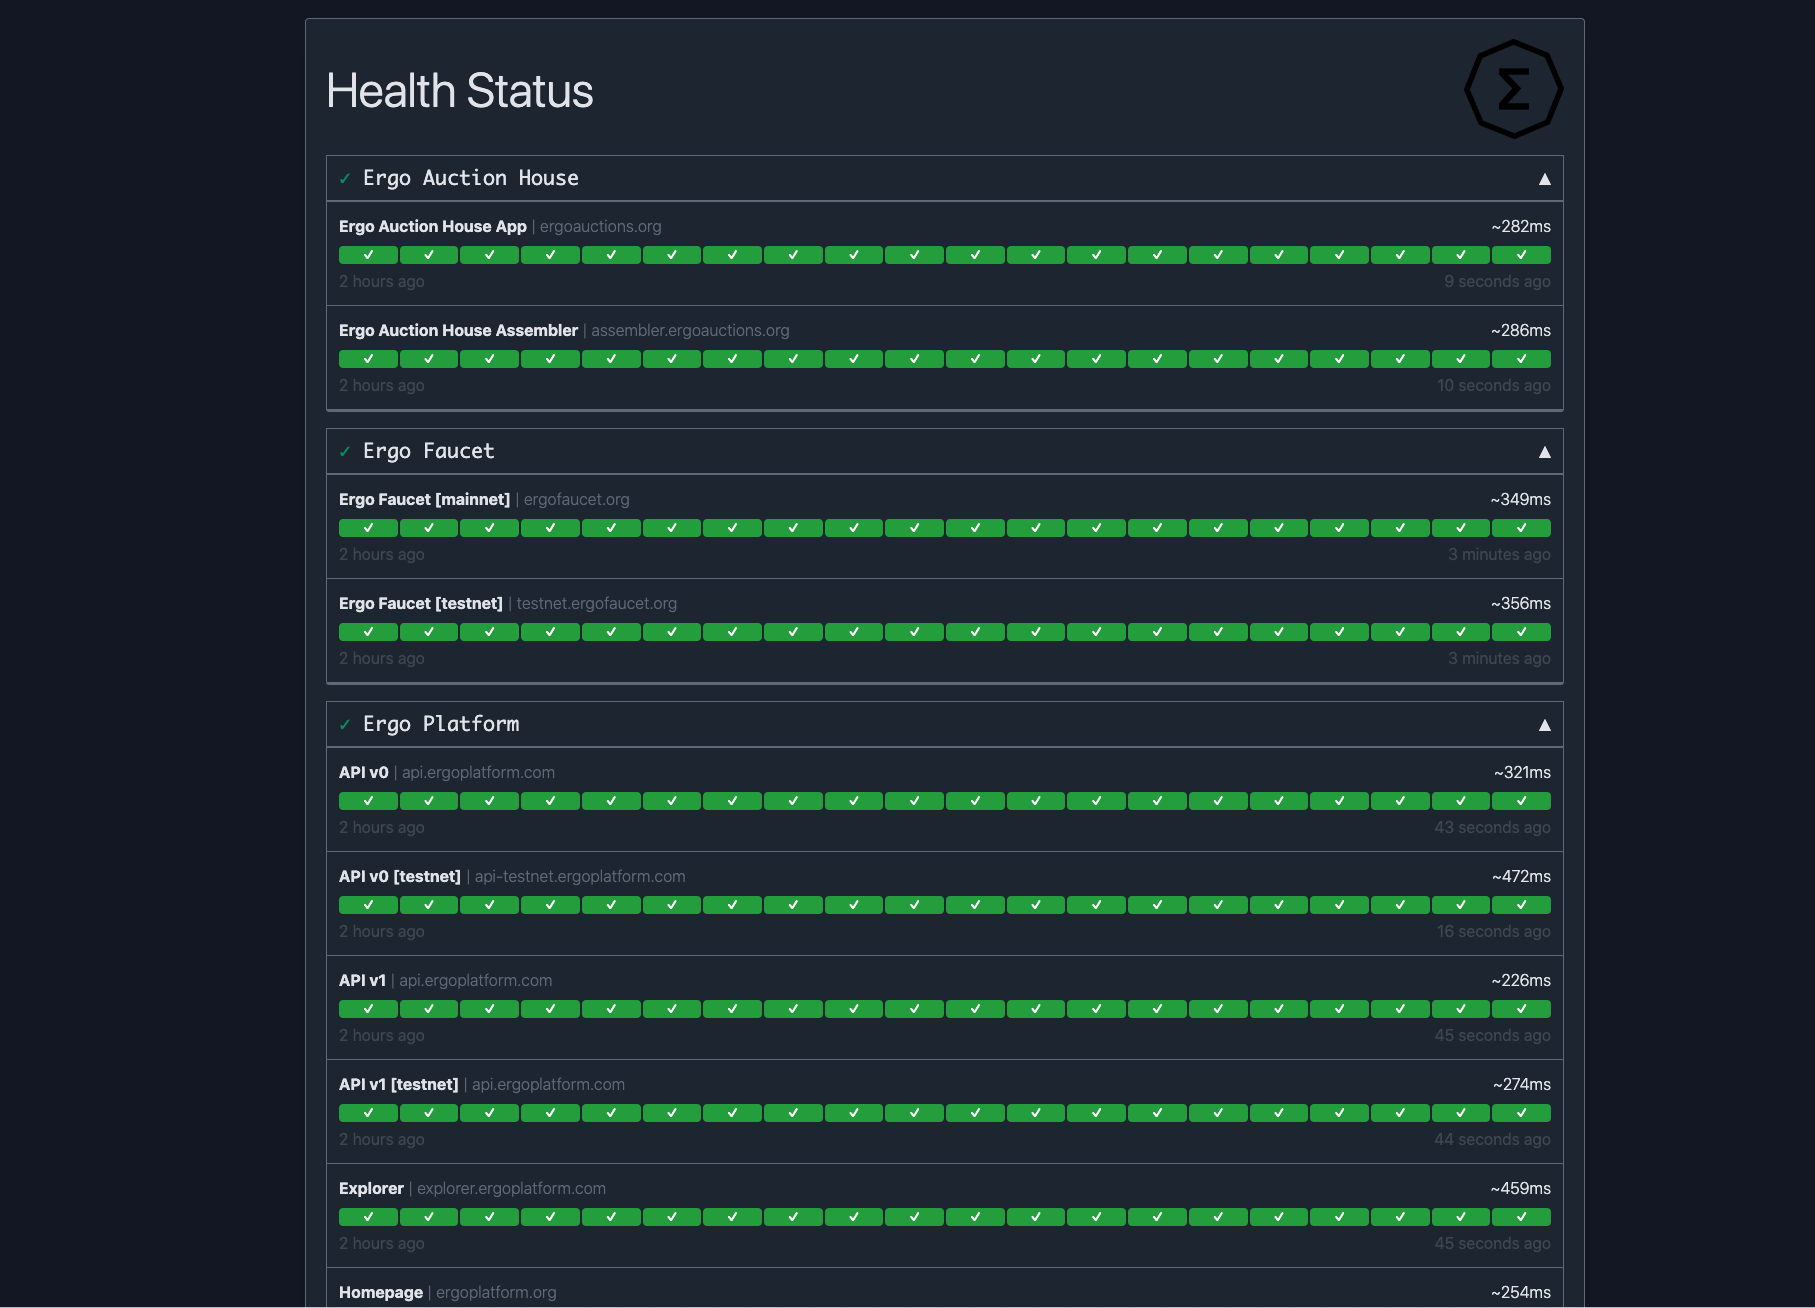 Health Status
Σ
✓ Ergo Auction House ▲
Ergo Auction House App | ergoauctions.org ~282ms
✓ ✓ ✓ ✓ ✓ ✓ ✓ ✓ ✓ ✓ ✓ ✓ ✓ ✓ ✓ ✓ ✓ ✓ ✓ ✓
2 hours ago 9 seconds ago
Ergo Auction House Assembler | assembler.ergoauctions.org ~286ms
✓ ✓ ✓ ✓ ✓ ✓ ✓ ✓ ✓ ✓ ✓ ✓ ✓ ✓ ✓ ✓ ✓ ✓ ✓ ✓
2 hours ago 10 seconds ago
✓ Ergo Faucet ▲
Ergo Faucet [mainnet] | ergofaucet.org ~349ms
✓ ✓ ✓ ✓ ✓ ✓ ✓ ✓ ✓ ✓ ✓ ✓ ✓ ✓ ✓ ✓ ✓ ✓ ✓ ✓
2 hours ago 3 minutes ago
Ergo Faucet [testnet] | testnet.ergofaucet.org ~356ms
✓ ✓ ✓ ✓ ✓ ✓ ✓ ✓ ✓ ✓ ✓ ✓ ✓ ✓ ✓ ✓ ✓ ✓ ✓ ✓
2 hours ago 3 minutes ago
✓ Ergo Platform ▲
API v0 | api.ergoplatform.com ~321ms
✓ ✓ ✓ ✓ ✓ ✓ ✓ ✓ ✓ ✓ ✓ ✓ ✓ ✓ ✓ ✓ ✓ ✓ ✓ ✓
2 hours ago 43 seconds ago
API v0 [testnet] | api-testnet.ergoplatform.com ~472ms
✓ ✓ ✓ ✓ ✓ ✓ ✓ ✓ ✓ ✓ ✓ ✓ ✓ ✓ ✓ ✓ ✓ ✓ ✓ ✓
2 hours ago 16 seconds ago
API v1 | api.ergoplatform.com ~226ms
✓ ✓ ✓ ✓ ✓ ✓ ✓ ✓ ✓ ✓ ✓ ✓ ✓ ✓ ✓ ✓ ✓ ✓ ✓ ✓
2 hours ago 45 seconds ago
API v1 [testnet] | api.ergoplatform.com ~274ms
✓ ✓ ✓ ✓ ✓ ✓ ✓ ✓ ✓ ✓ ✓ ✓ ✓ ✓ ✓ ✓ ✓ ✓ ✓ ✓
2 hours ago 44 seconds ago
Explorer | explorer.ergoplatform.com ~459ms
✓ ✓ ✓ ✓ ✓ ✓ ✓ ✓ ✓ ✓ ✓ ✓ ✓ ✓ ✓ ✓ ✓ ✓ ✓ ✓
2 hours ago 45 seconds ago
Homepage | ergoplatform.org ~254ms